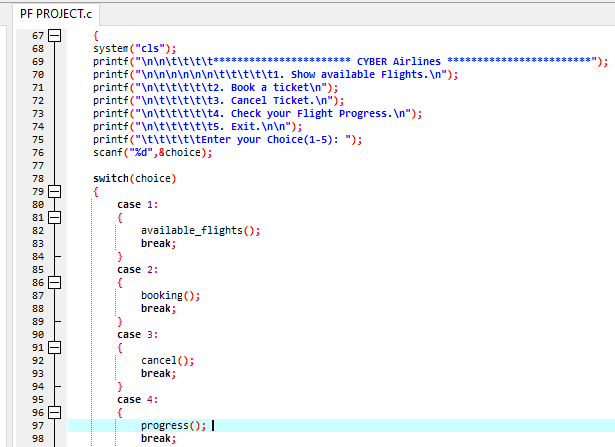 PF PROJECT.c
67 {
68 system("cls");
69 printf("\n\n\t\t\t\t*********************** CYBER Airlines ************************");
70 printf("\n\n\n\n\n\n\t\t\t\t\t1. Show available Flights.\n");
71 printf("\n\t\t\t\t\t2. Book a ticket\n");
72 printf("\n\t\t\t\t\t3. Cancel Ticket.\n");
73 printf("\n\t\t\t\t\t4. Check your Flight Progress.\n");
74 printf("\n\t\t\t\t\t5. Exit.\n\n");
75 printf("\t\t\t\t\tEnter your Choice(1-5): ");
76 scanf("%d",&choice);
77
78 switch(choice)
79 {
80 case 1:
81 {
82 available_flights();
83 break;
84 }
85 case 2:
86 {
87 booking();
88 break;
89 }
90 case 3:
91 {
92 cancel();
93 break;
94 }
95 case 4:
96 {
97 progress();
98 break;